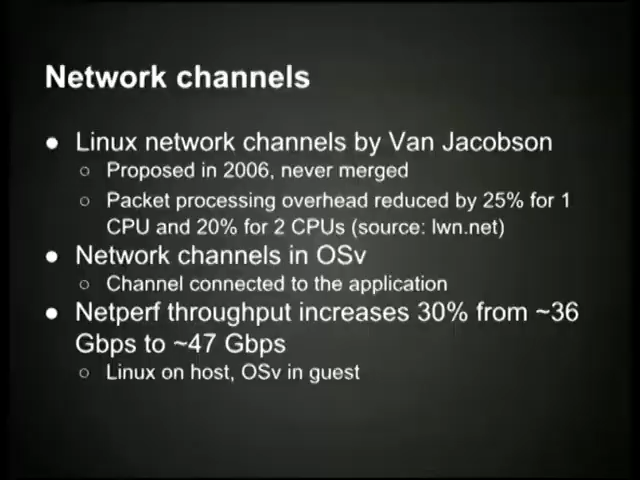 Network channels
● Linux network channels by Van Jacobson
○ Proposed in 2006, never merged
○ Packet processing overhead reduced by 25% for 1
CPU and 20% for 2 CPUs (source: lwn.net)
● Network channels in OSv
○ Channel connected to the application
● Netperf throughput increases 30% from ~36
Gbps to ~47 Gbps
○ Linux on host, OSv in guest